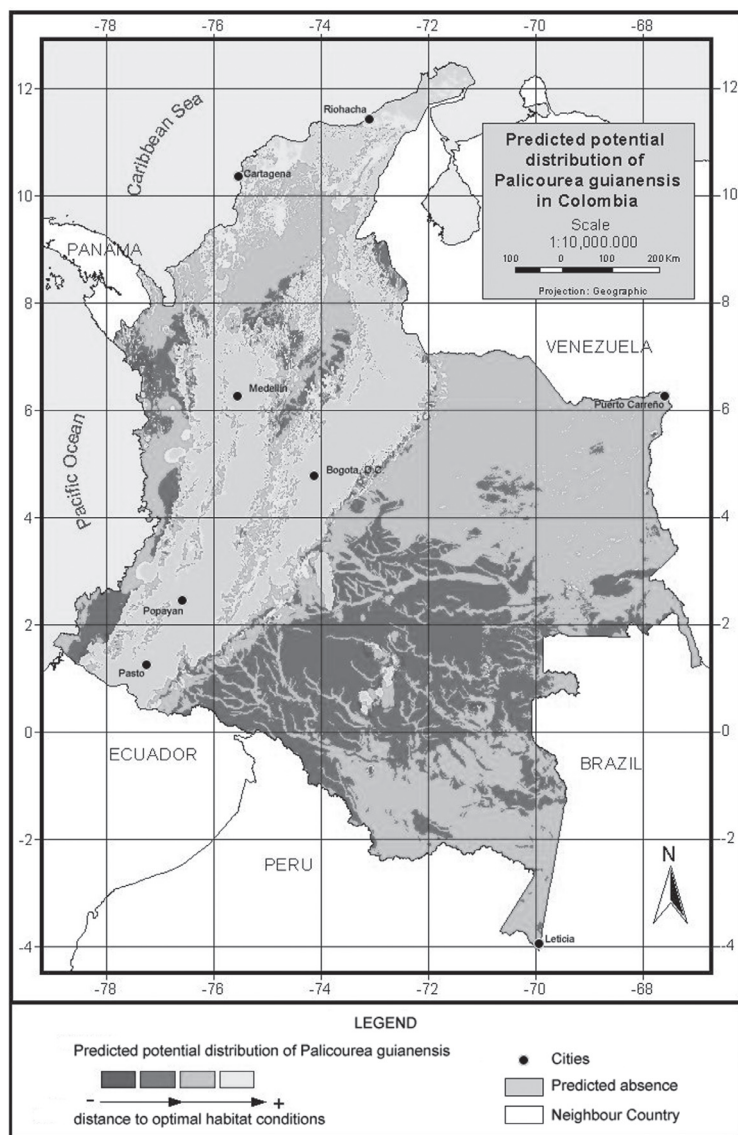 -78 -76 -74 -72 -70 -68
12 12
10 10
8 8
6 6
4 4
2 2
0 0
-2 -2
-4 -4
Caribbean Sea
Riohacha
Cartagena
PANAMA
Predicted potential
distribution of
Palicourea guianensis
in Colombia
Scale
1:10,000.000
100 0 100 200 Km
Projection: Geographic
VENEZUELA
Medellin
Puerto Carreño
Pacific Ocean
Bogota, D.C.
Popayan
Pasto
ECUADOR
BRAZIL
PERU
N
Leticia
-78 -76 -74 -72 -70 -68
LEGEND
Predicted potential distribution of Palicourea guianensis
- +
distance to optimal habitat conditions
Cities
Predicted absence
Neighbour Country